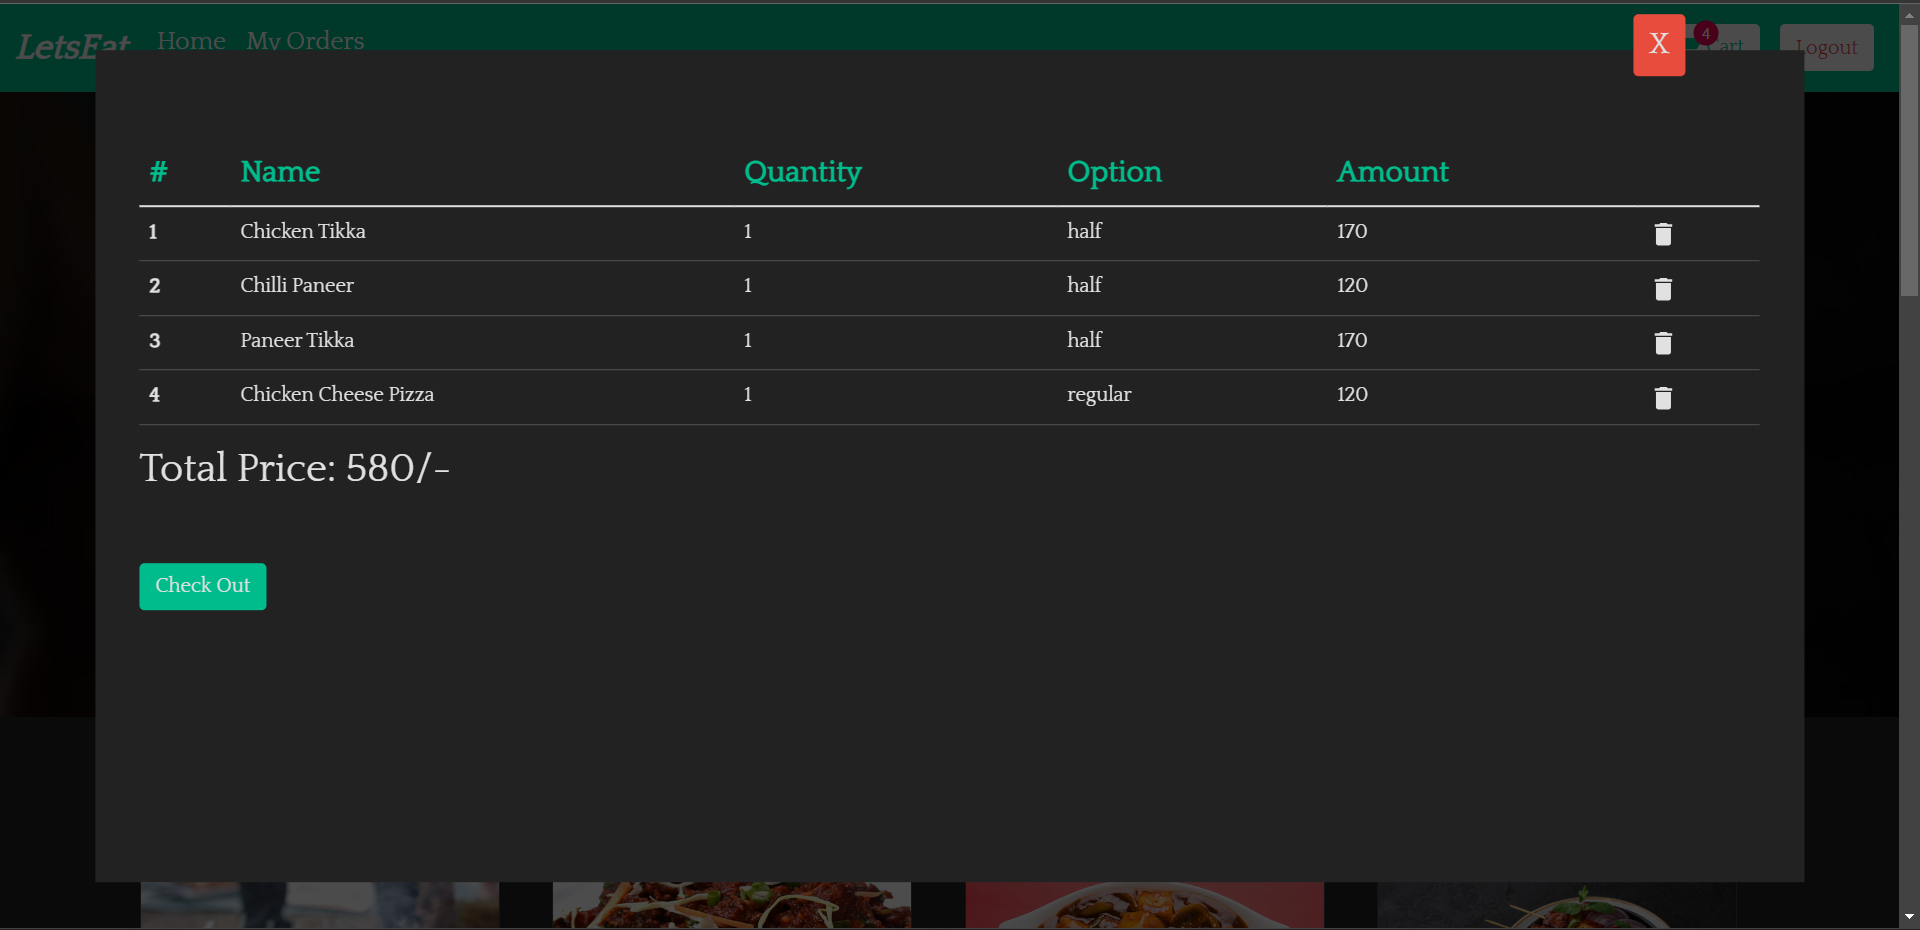 LetsEat Home My Orders X 4 Cart Logout
# Name Quantity Option Amount
1 Chicken Tikka 1 half 170
2 Chilli Paneer 1 half 120
3 Paneer Tikka 1 half 170
4 Chicken Cheese Pizza 1 regular 120
Total Price: 580/-
Check Out